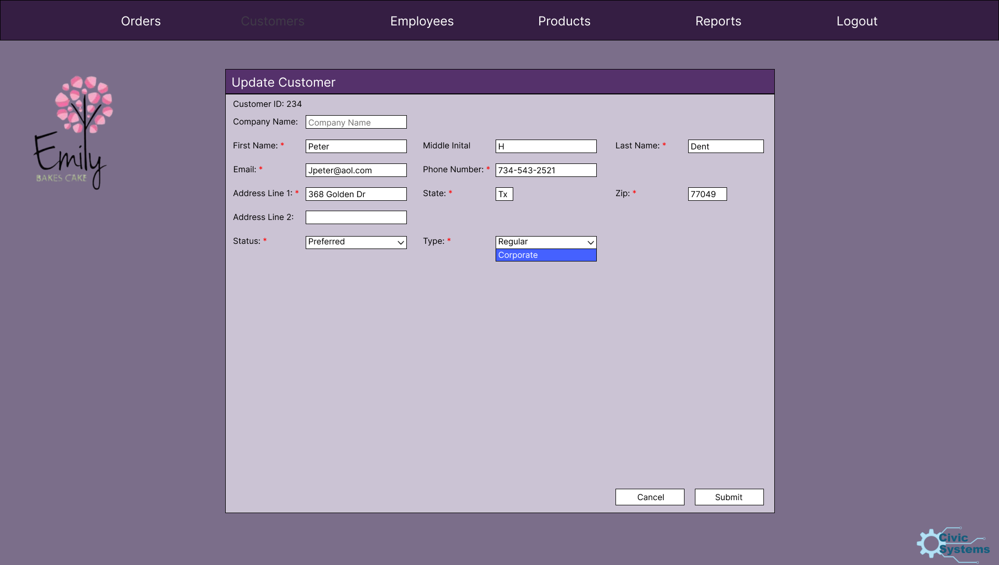 Orders Customers Employees Products Reports Logout
Emily
BAKES CAKE
Update Customer
Customer ID: 234
Company Name: Company Name
First Name: * Peter Middle Inital H Last Name: * Dent
Email: * Jpeter@aol.com Phone Number: * 734-543-2521
Address Line 1: * 368 Golden Dr State: * Tx Zip: * 77049
Address Line 2:
Status: * Preferred Type: * Regular
Corporate
Cancel Submit
Civic
Systems